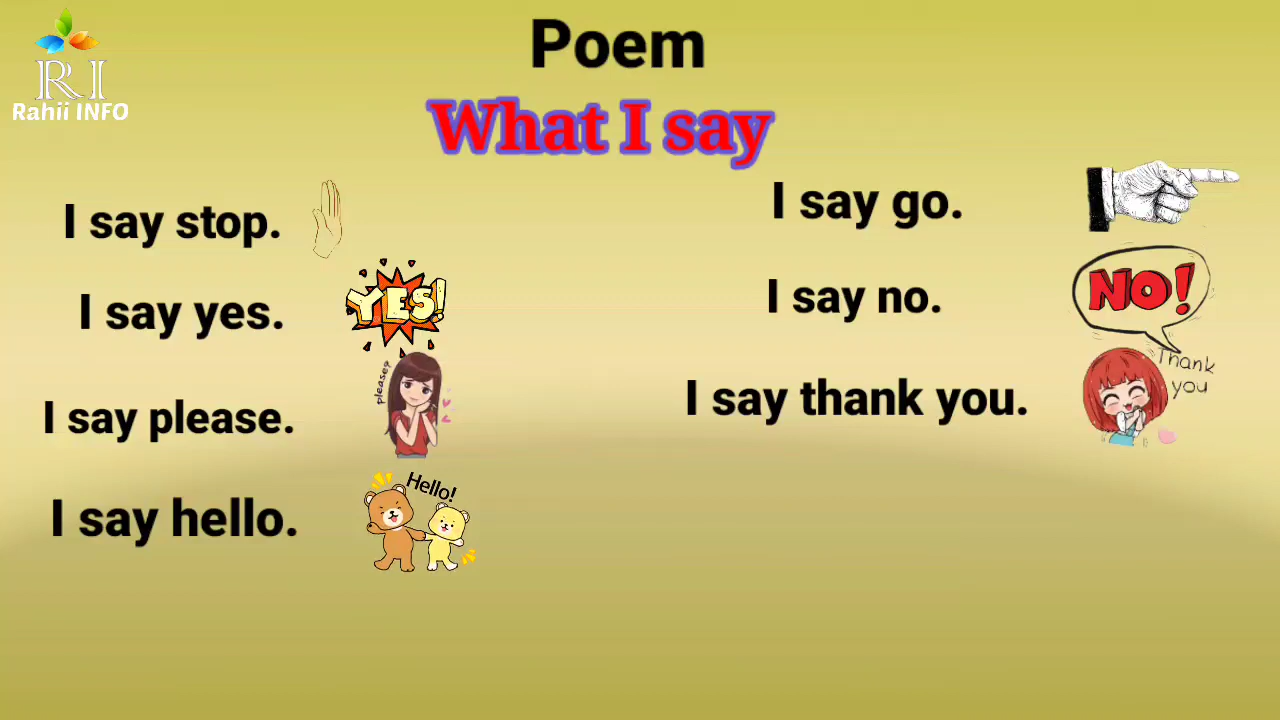 RI
Rahii INFO
Poem
What I say
I say stop.
I say go.
I say yes.
YES!
I say no.
NO!
I say please.
please?
I say thank you.
Thank
you
I say hello.
Hello!